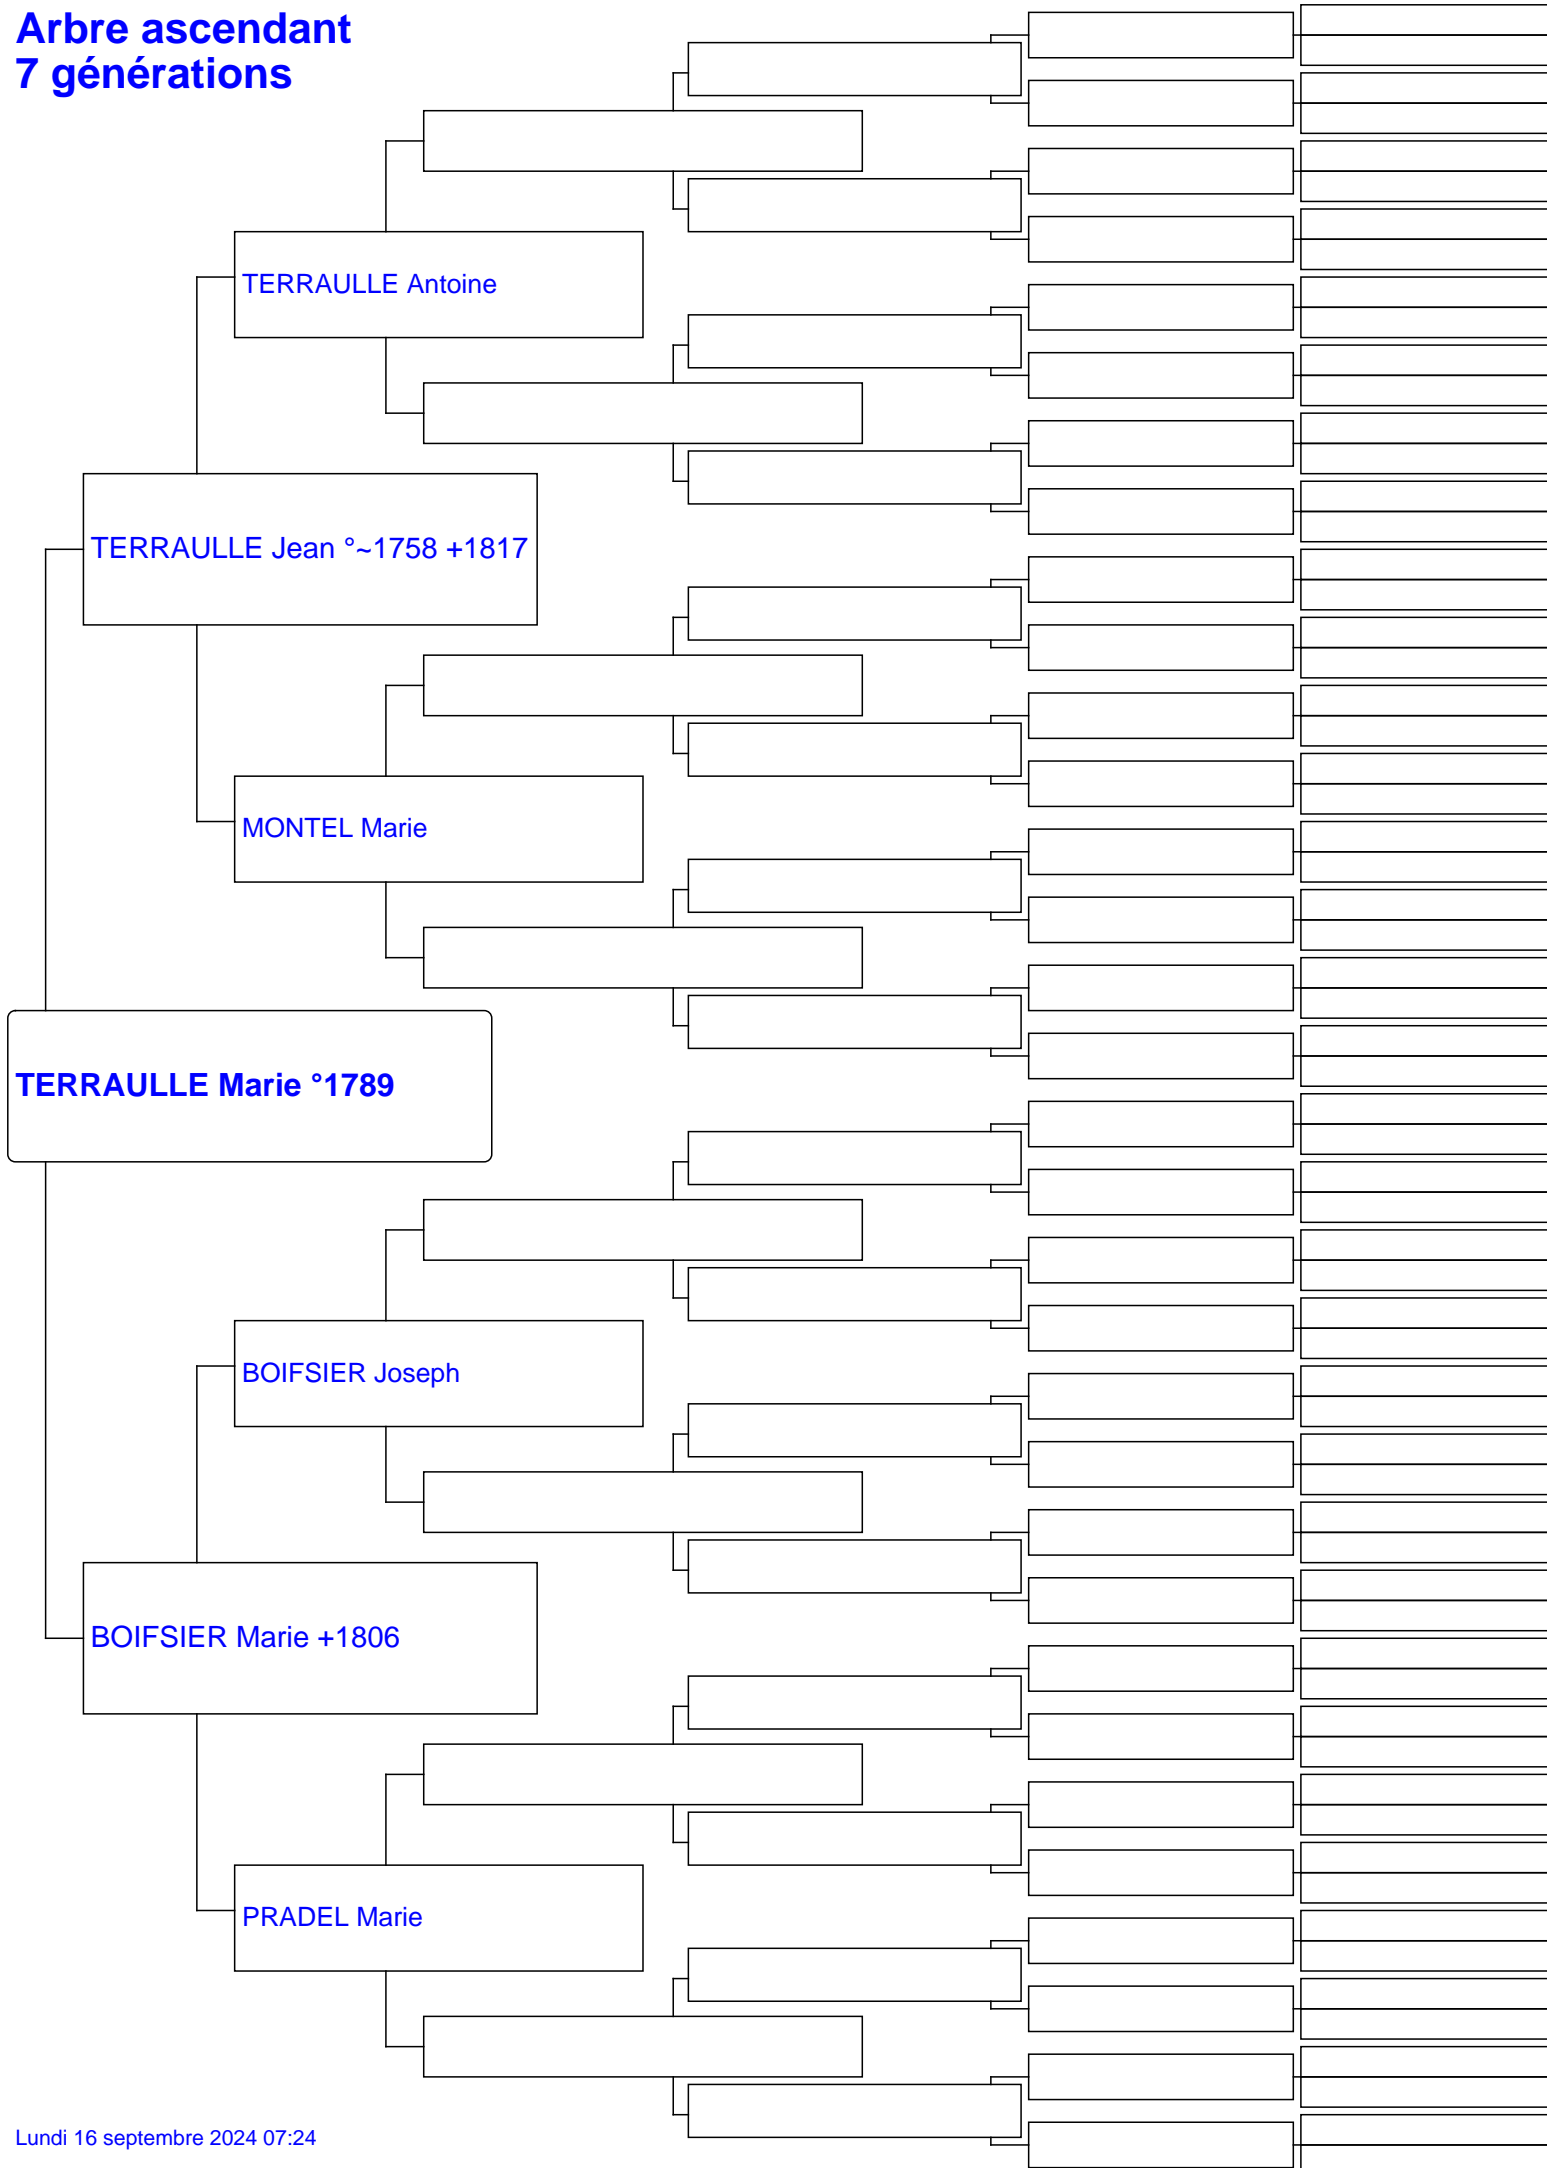 Arbre ascendant
7 générations
TERRAULLE Antoine
TERRAULLE Jean °~1758 +1817
MONTEL Marie
TERRAULLE Marie °1789
BOIFSIER Joseph
BOIFSIER Marie +1806
PRADEL Marie
Lundi 16 septembre 2024 07:24